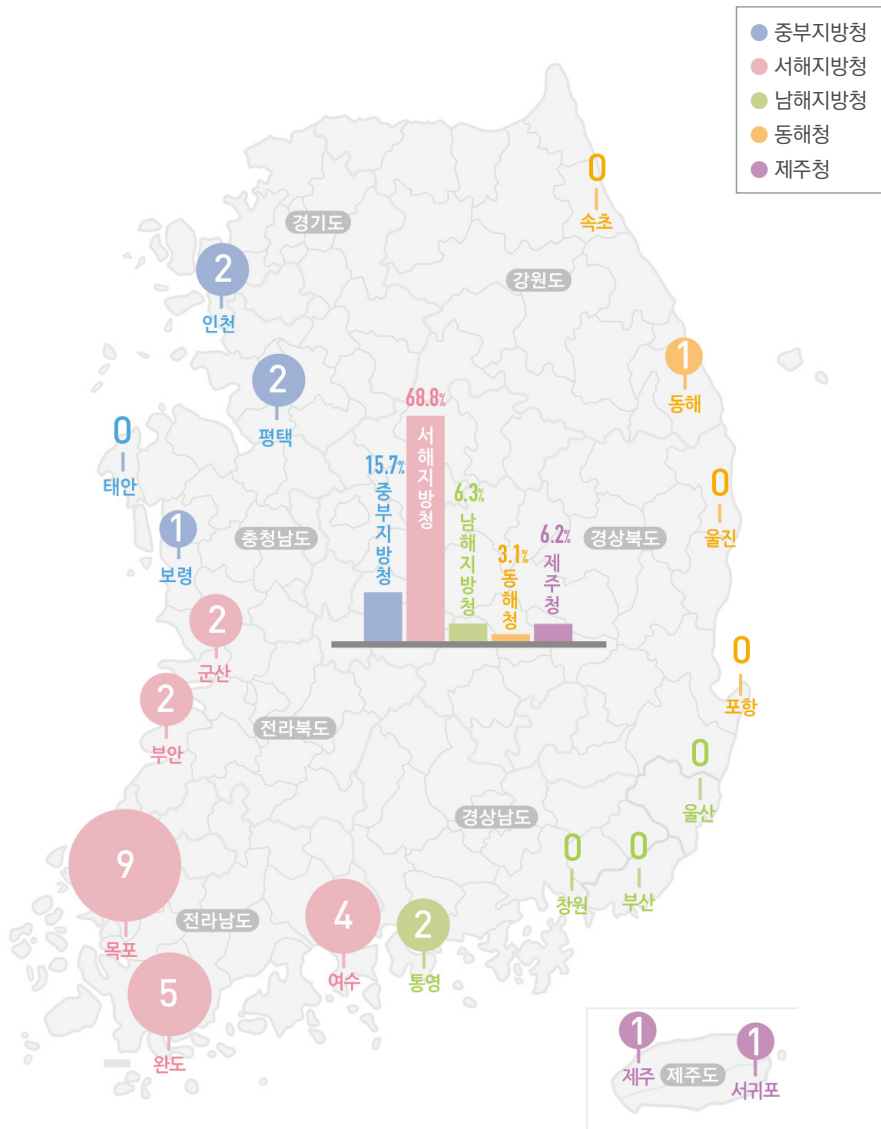 중부지방청
서해지방청
남해지방청
동해청
제주청
0
속초
경기도
2
인천
강원도
1
동해
2
평택
68.8%
서해지방청
0
태안
15.7%
중부지방청
6.3%
남해지방청
3.1%
동해청
6.2%
제주청
0
울진
1
보령
충청남도
경상북도
2
군산
0
포항
2
부안
전라북도
0
울산
경상남도
0
창원
0
부산
9
목포
전라남도
4
여수
2
통영
5
완도
1
제주
제주도
1
서귀포